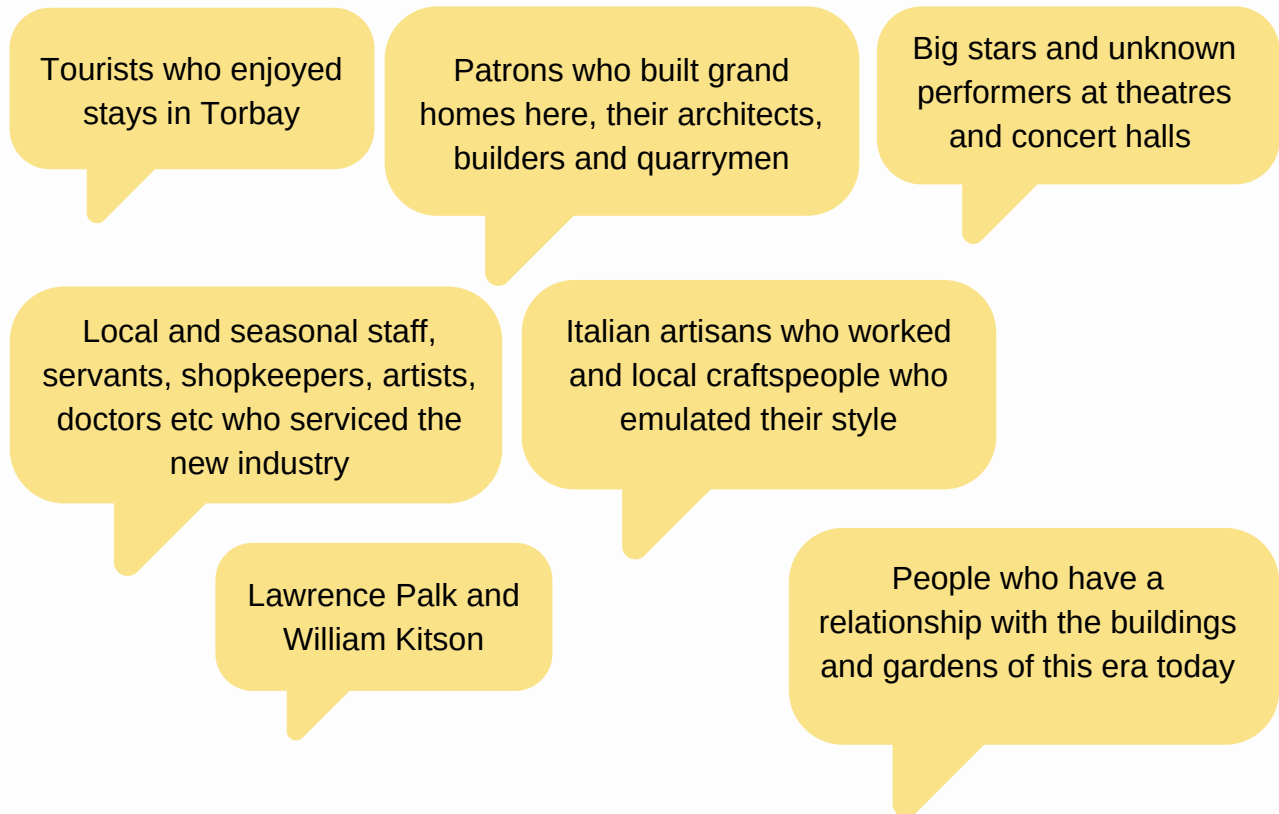 Tourists who enjoyed
stays in Torbay
Patrons who built grand
homes here, their architects,
builders and quarrymen
Big stars and unknown
performers at theatres
and concert halls
Local and seasonal staff,
servants, shopkeepers, artists,
doctors etc who serviced the
new industry
Italian artisans who worked
and local craftspeople who
emulated their style
Lawrence Palk and
William Kitson
People who have a
relationship with the buildings
and gardens of this era today